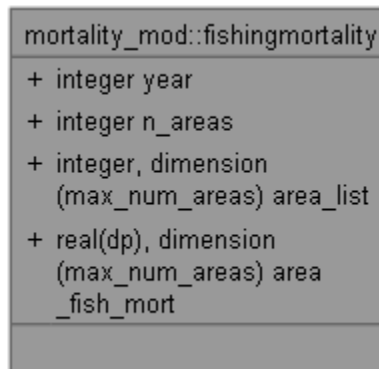 mortality_mod::fishingmortality
+ integer year
+ integer n_areas
+ integer, dimension
(max_num_areas) area_list
+ real(dp), dimension
(max_num_areas) area
_fish_mort